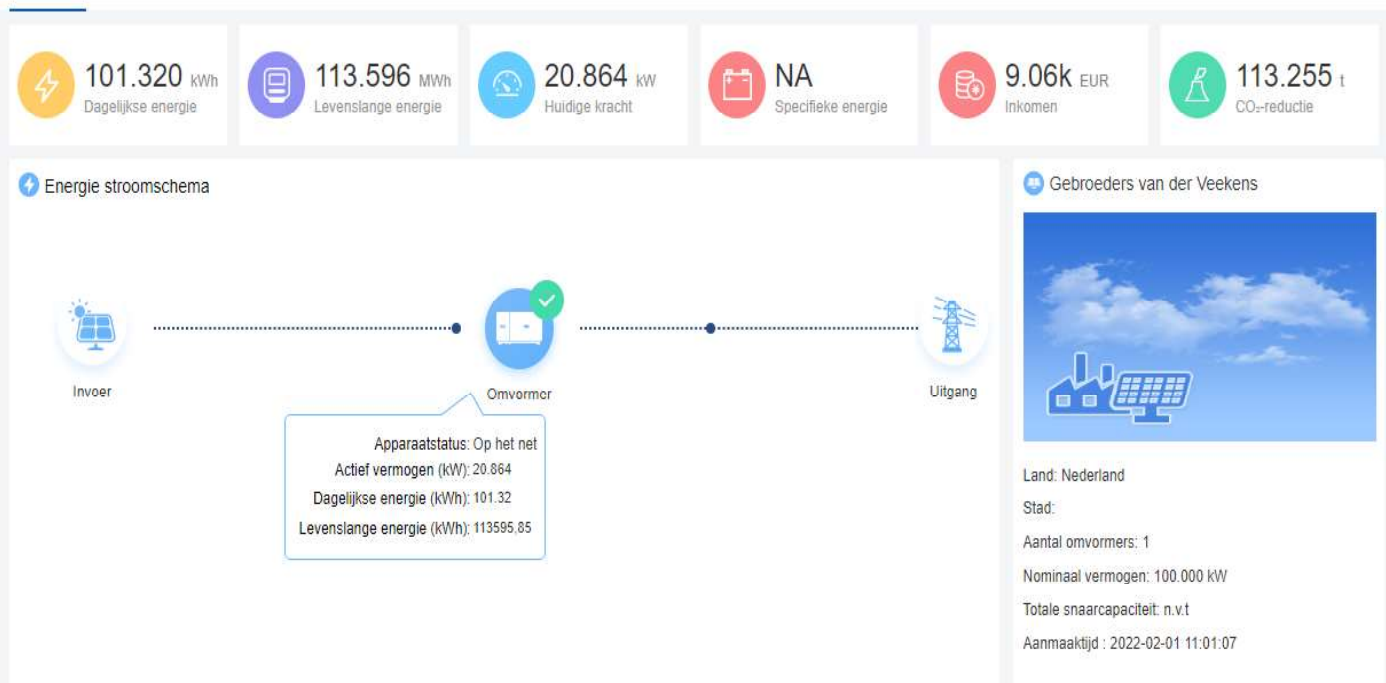 101.320 kWh
Dagelijkse energie
113.596 MWh
Levenslange energie
20.864 kW
Huidige kracht
NA
Specifieke energie
9.06k EUR
Inkomen
113.255 t
CO₂-reductie
Energie stroomschema
Invoer
Omvormer
Uitgang
Apparaatstatus: Op het net
Actief vermogen (kW): 20.864
Dagelijkse energie (kWh): 101.32
Levenslange energie (kWh): 113595,85
Gebroeders van der Veekens
Land: Nederland
Stad:
Aantal omvormers: 1
Nominaal vermogen: 100.000 kW
Totale snaarcapaciteit: n.v.t
Aanmaaktijd : 2022-02-01 11:01:07